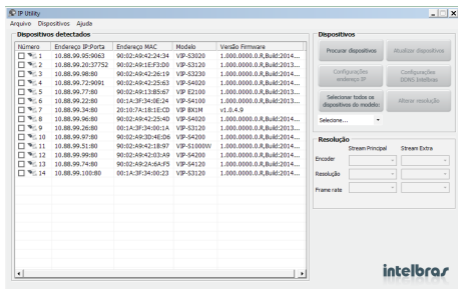 IP Utility
Arquivo Dispositivos Ajuda
Dispositivos detectados
Número Endereço IP:Porta Endereço MAC Modelo Versão Firmware
1 10.88.99.95:9063 90:02:A9:42:24:34 VIP-S3020 1.000.0000.0.R,Build:2014....
2 10.88.99.20:37752 90:02:A9:1E:F3:00 VIP-S3120 1.000.0000.0.R,Build:2013....
3 10.88.99.98:80 90:02:A9:42:26:19 VIP-S3230 1.000.0000.0.R,Build:2014....
4 10.88.99.72:9091 90:02:A9:42:25:63 VIP-S4020 1.000.0000.0.R,Build:2014....
5 10.88.99.77:80 90:02:A9:13:B5:67 VIP E2100 1.000.0000.0.R,Build:2013....
6 10.88.99.22:80 00:1A:3F:34:0E:24 VIP-S4100 1.000.0000.0.R,Build:2013....
7 10.88.99.34:80 20:10:7A:18:1E:CD VIP BX1M v1.0.4.9
8 10.88.99.96:80 90:02:A9:42:25:4D VIP-S4020 1.000.0000.0.R,Build:2014....
9 10.88.99.26:80 00:1A:3F:34:00:1A VIP-S3120 1.000.0000.0.R,Build:2013....
10 10.88.99.97:80 90:02:A9:3D:4E:D6 VIP-S4200 1.000.0000.0.R,Build:2014....
11 10.88.99.51:80 90:02:A9:42:1B:97 VIP-S1000W 1.000.0000.0.R,Build:2014....
12 10.88.99.99:80 90:02:A9:42:03:A9 VIP-S4200 1.000.0000.0.R,Build:2014....
13 10.88.99.74:80 90:02:A9:2A:6A:F5 VIP-S3120 1.000.0000.0.R,Build:2014....
14 10.88.99.100:80 00:1A:3F:34:00:23 VIP-S3120 1.000.0000.0.R,Build:2014....
Dispositivos
Procurar dispositivos Atualizar dispositivos
Configurações endereço IP Configurações DDNS Intelbras
Selecionar todos os dispositivos do modelo: Alterar resolução
Selecione...
Resolução
Stream Principal Stream Extra
Encoder
Resolução
Frame rate
intelbras